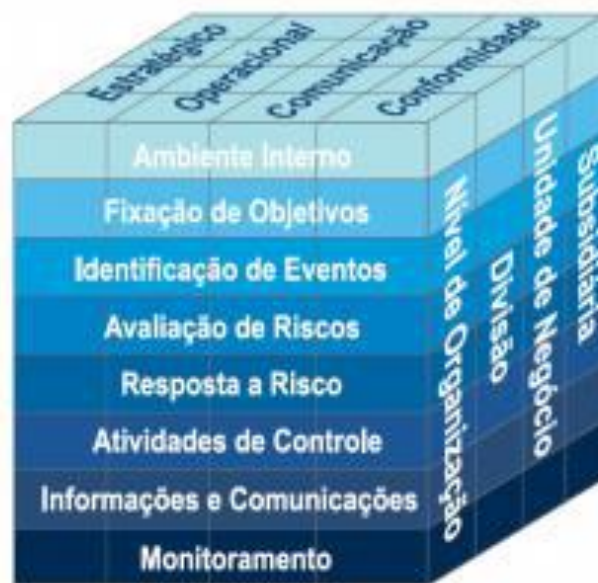 Estratégico
Operacional
Comunicação
Conformidade
Ambiente Interno
Fixação de Objetivos
Identificação de Eventos
Avaliação de Riscos
Resposta a Risco
Atividades de Controle
Informações e Comunicações
Monitoramento
Nível de Organização
Divisão
Unidade de Negócio
Subsidiária